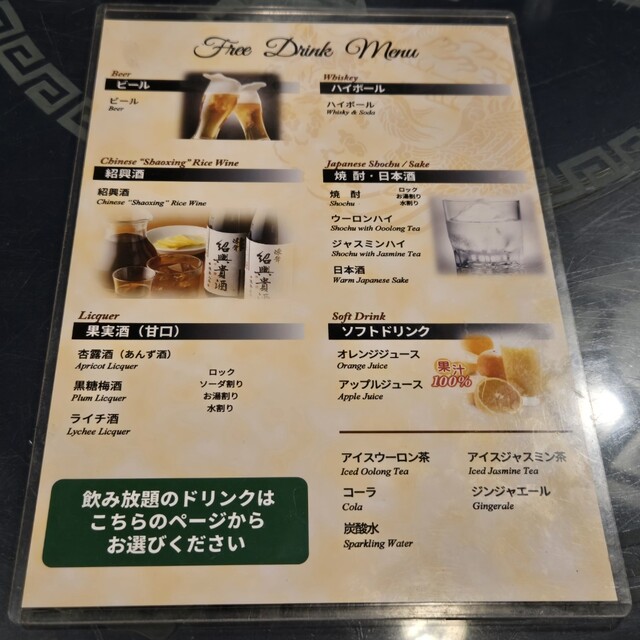 Free Drink Menu
Beer
ビール
ビール
Beer
Whiskey
ハイボール
ハイボール
Whisky & Soda
Chinese "Shaoxing" Rice Wine
紹興酒
紹興酒
Chinese "Shaoxing" Rice Wine
紹興貴酒
Japanese Shochu / Sake
焼酎・日本酒
焼酎
Shochu
ロック
お湯割り
水割り
ウーロンハイ
Shochu with Ooolong Tea
ジャスミンハイ
Shochu with Jasmine Tea
日本酒
Warm Japanese Sake
Licquer
果実酒（甘口）
杏露酒（あんず酒）
Apricot Licquer
黒糖梅酒
Plum Licquer
ライチ酒
Lychee Licquer
ロック
ソーダ割り
お湯割り
水割り
Soft Drink
ソフトドリンク
オレンジジュース
Orange Juice
アップルジュース
Apple Juice
果汁
100%
アイスウーロン茶
Iced Oolong Tea
アイスジャスミン茶
Iced Jasmine Tea
コーラ
Cola
ジンジャエール
Gingerale
炭酸水
Sparkling Water
飲み放題のドリンクは
こちらのページから
お選びください